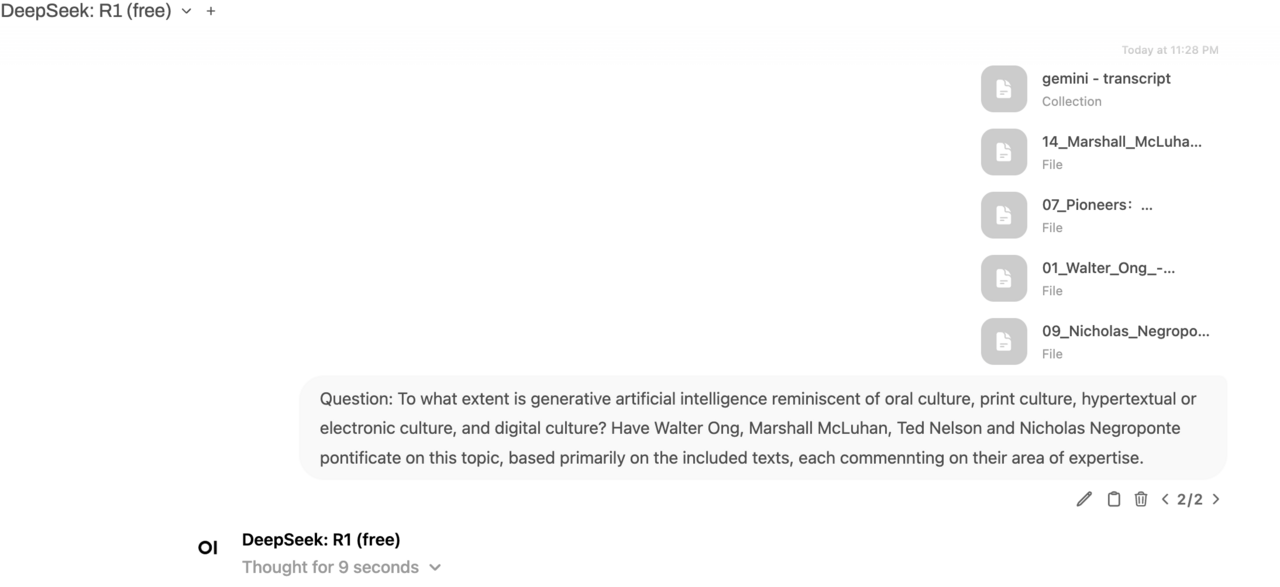 DeepSeek: R1 (free)
Today at 11:28 PM
gemini - transcript
Collection
14_Marshall_McLuha...
File
07_Pioneers: ...
File
01_Walter_Ong_-...
File
09_Nicholas_Negropo...
File
Question: To what extent is generative artificial intelligence reminiscent of oral culture, print culture, hypertextual or
electronic culture, and digital culture? Have Walter Ong, Marshall McLuhan, Ted Nelson and Nicholas Negroponte
pontificate on this topic, based primarily on the included texts, each commennting on their area of expertise.
2/2
OI DeepSeek: R1 (free)
Thought for 9 seconds